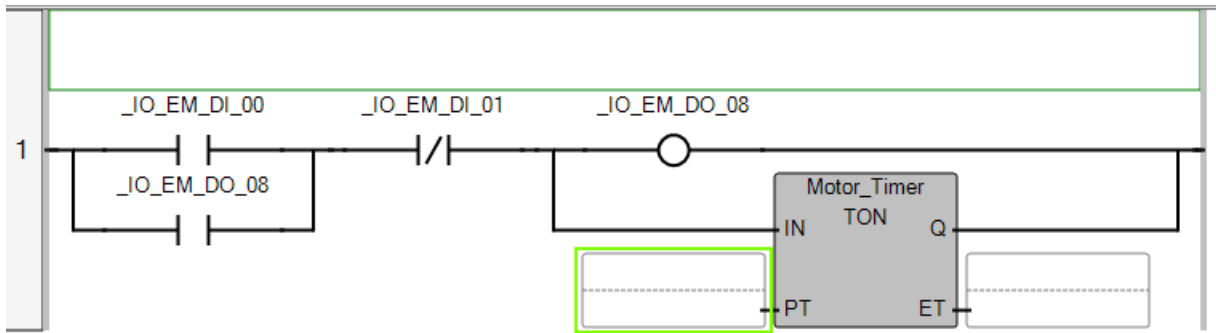 _IO_EM_DI_00
_IO_EM_DI_01
_IO_EM_DO_08
1
_IO_EM_DO_08
Motor_Timer
TON
IN
Q
PT
ET